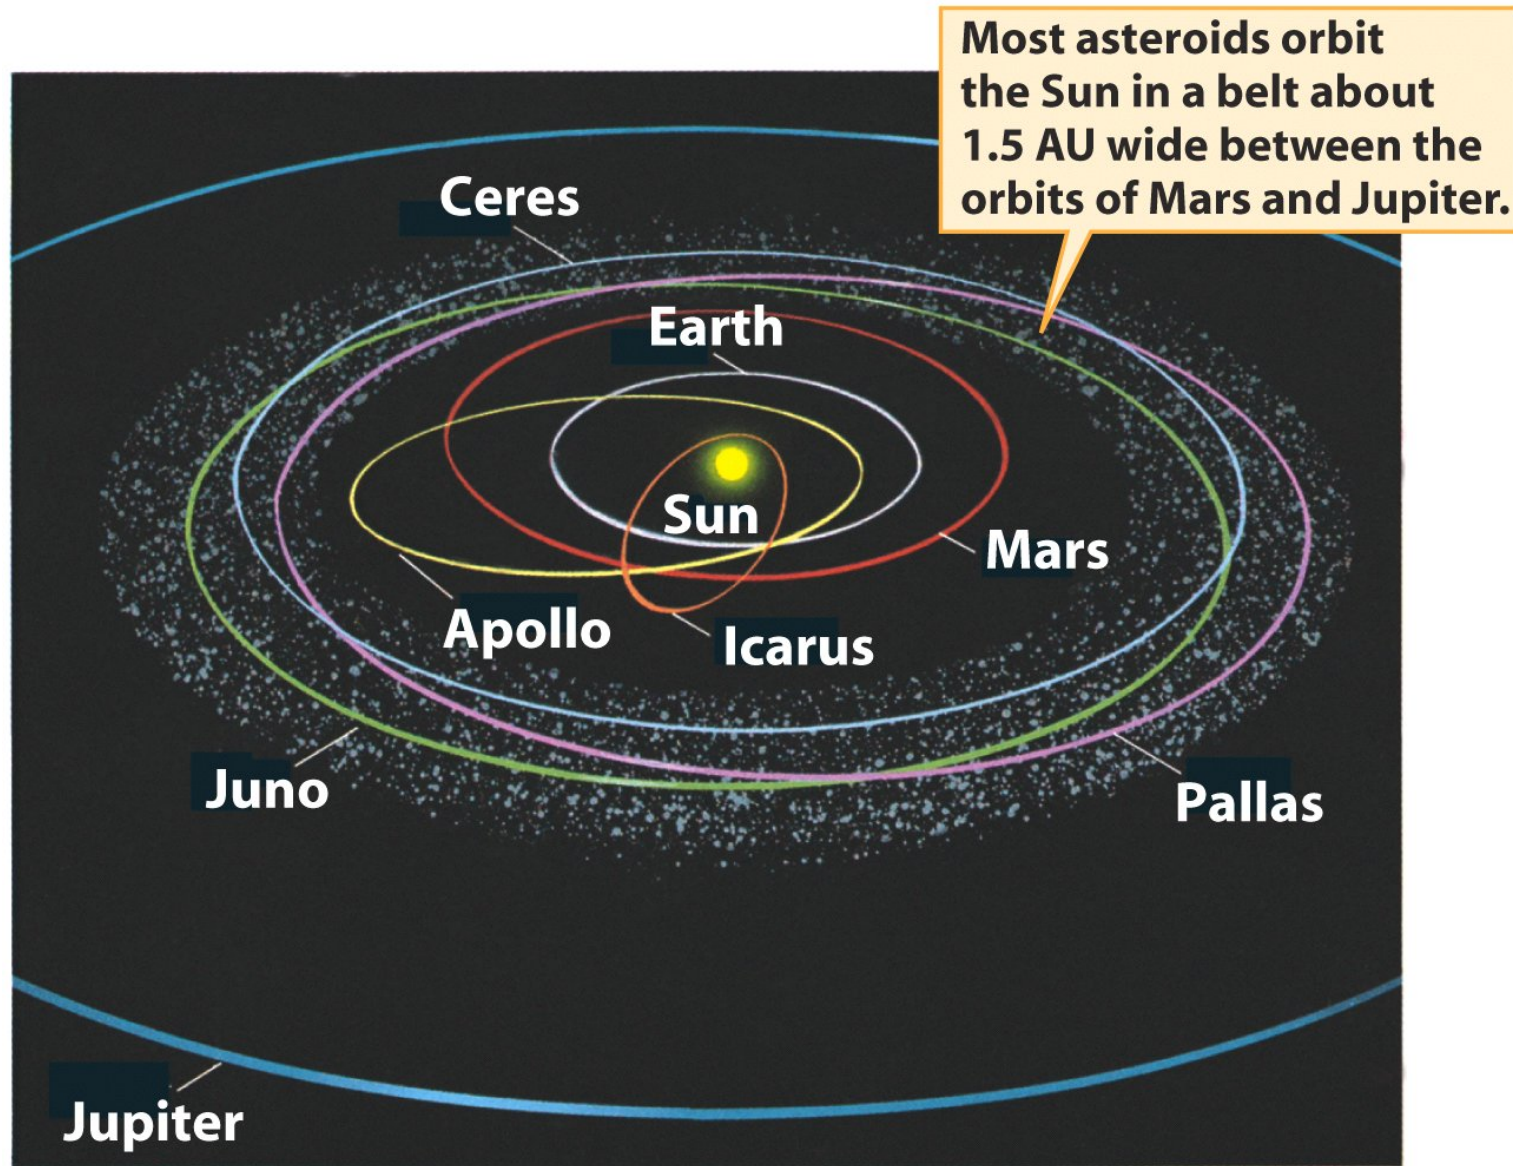 Most asteroids orbit
the Sun in a belt about
1.5 AU wide between the
orbits of Mars and Jupiter.
Ceres
Earth
Sun
Mars
Apollo
Icarus
Juno
Pallas
Jupiter